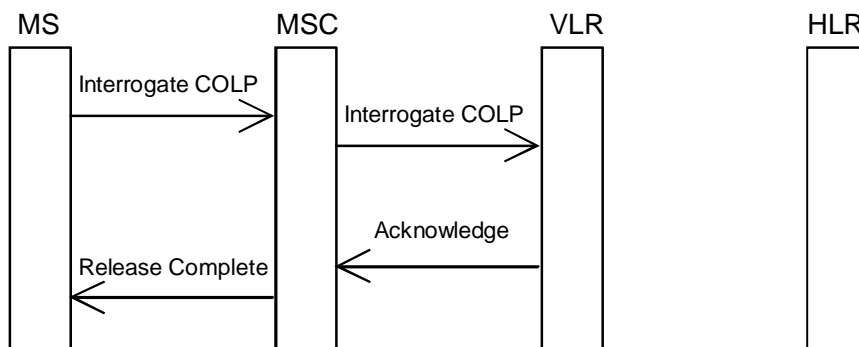 MS MSC VLR HLR
Interrogate COLP
Interrogate COLP
Acknowledge
Release Complete